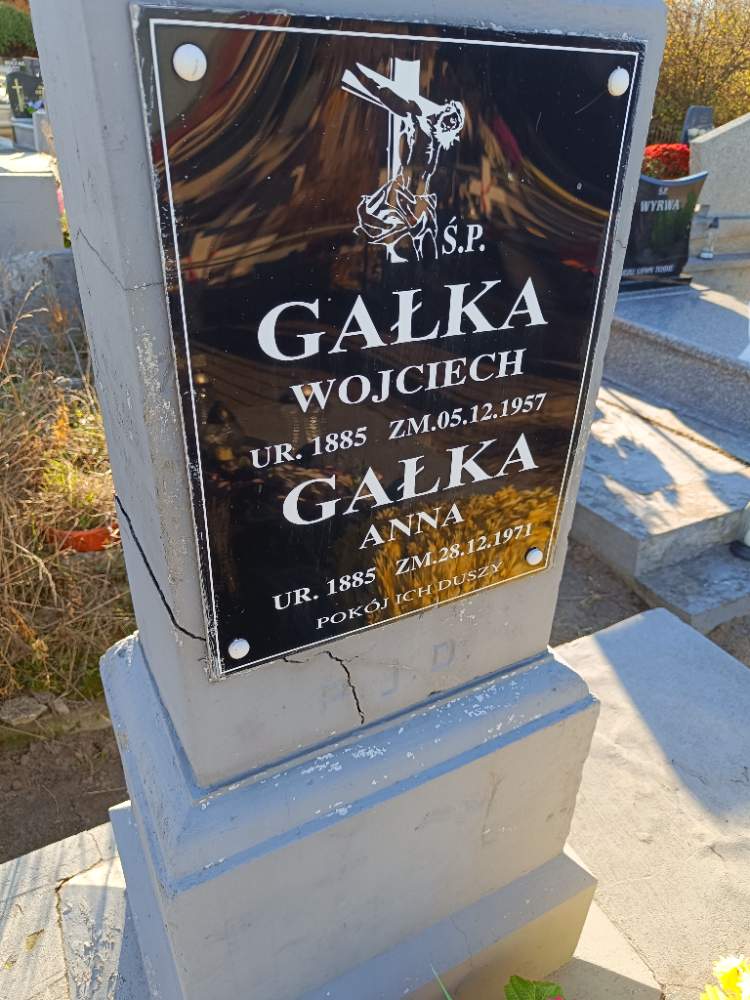 Ś.P.
GAŁKA
WOJCIECH
UR. 1885 ZM.05.12.1957
GAŁKA
ANNA
UR. 1885 ZM.28.12.1971
POKÓJ ICH DUSZY
P J D
Ś.P.
WYRWA